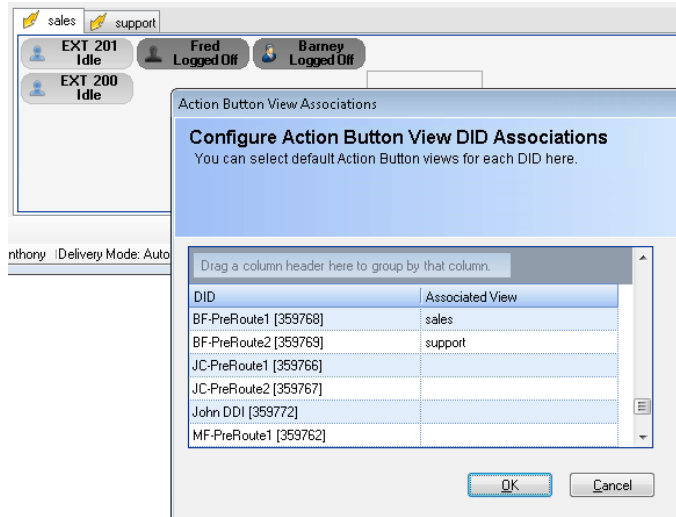 sales support
EXT 201 Fred Barney
Idle Logged Off Logged Off
EXT 200
Idle
Action Button View Associations
Configure Action Button View DID Associations
You can select default Action Button views for each DID here.
nthony Delivery Mode: Auto
Drag a column header here to group by that column.
DID Associated View
BF-PreRoute1 [359768] sales
BF-PreRoute2 [359769] support
JC-PreRoute1 [359766]
JC-PreRoute2 [359767]
John DDI [359772]
MF-PreRoute1 [359762]
OK Cancel